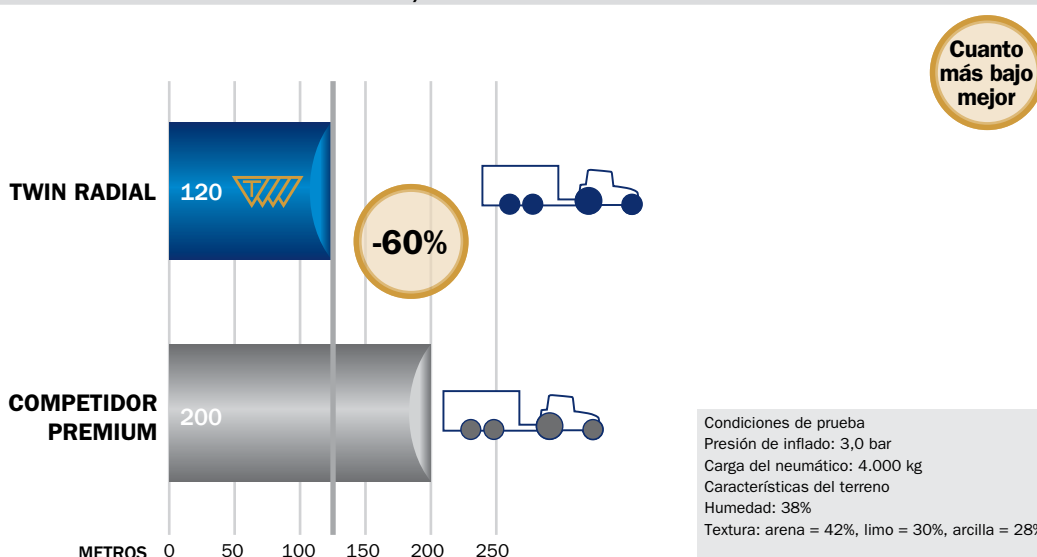 Cuanto
más bajo
mejor
TWIN RADIAL
120
-60%
COMPETIDOR
PREMIUM
200
METROS 0 50 100 150 200 250
Condiciones de prueba
Presión de inflado: 3,0 bar
Carga del neumático: 4.000 kg
Características del terreno
Humedad: 38%
Textura: arena = 42%, limo = 30%, arcilla = 28%